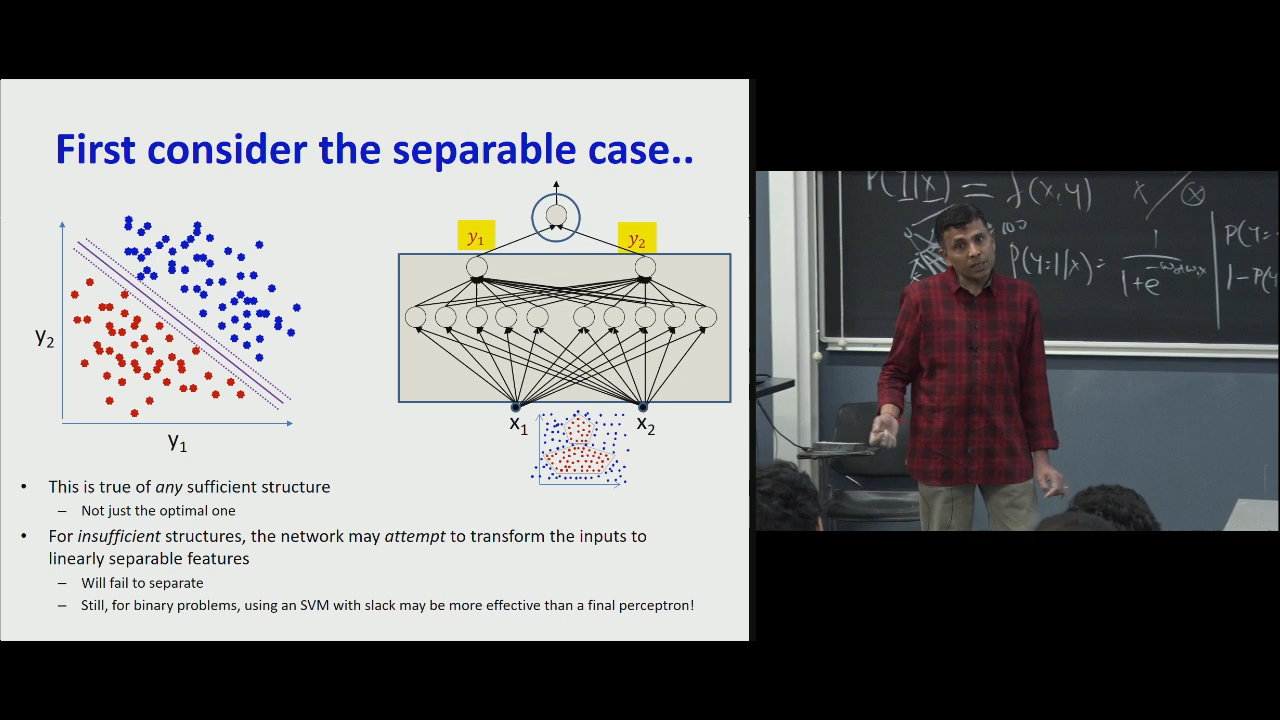 First consider the separable case..
y₁
y₂
y₂
y₁
x₁
x₂
• This is true of any sufficient structure
– Not just the optimal one
• For insufficient structures, the network may attempt to transform the inputs to
linearly separable features
– Will fail to separate
– Still, for binary problems, using an SVM with slack may be more effective than a final perceptron!
P(Y|X) = f(x,y)
P(Y=1|X) =
1
1+e
P(Y=
1-P(Y